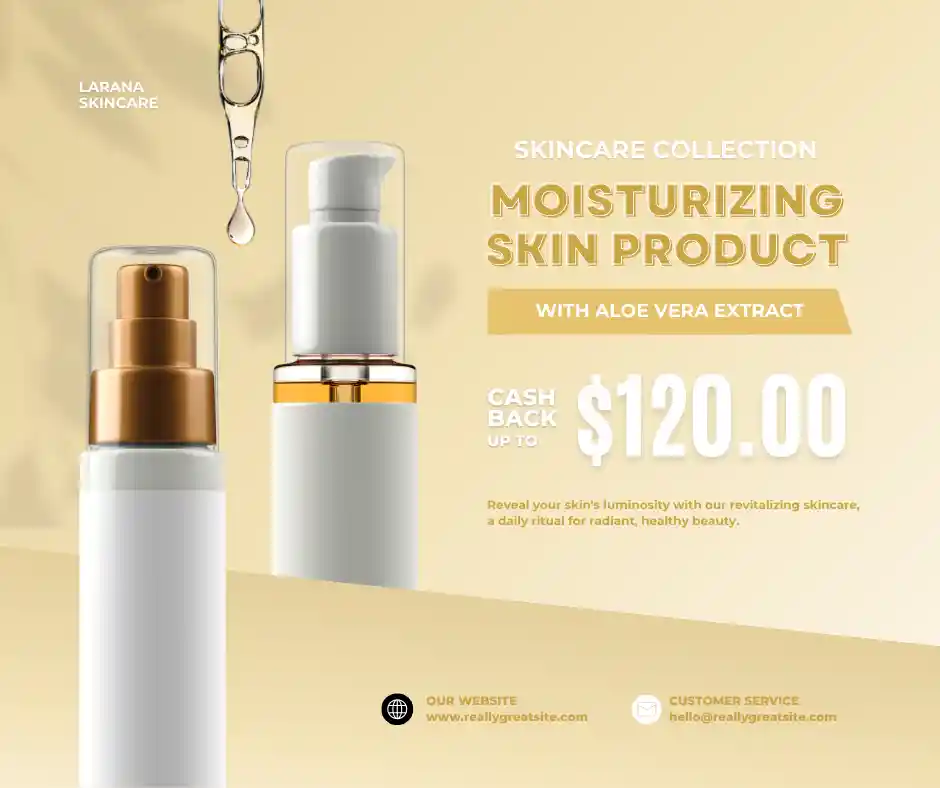 LARANA
SKINCARE
SKINCARE COLLECTION
MOISTURIZING
SKIN PRODUCT
WITH ALOE VERA EXTRACT
CASH
BACK
UP TO
$120.00
Reveal your skin's luminosity with our revitalizing skincare,
a daily ritual for radiant, healthy beauty.
OUR WEBSITE
www.reallygreatsite.com
CUSTOMER SERVICE
hello@reallygreatsite.com